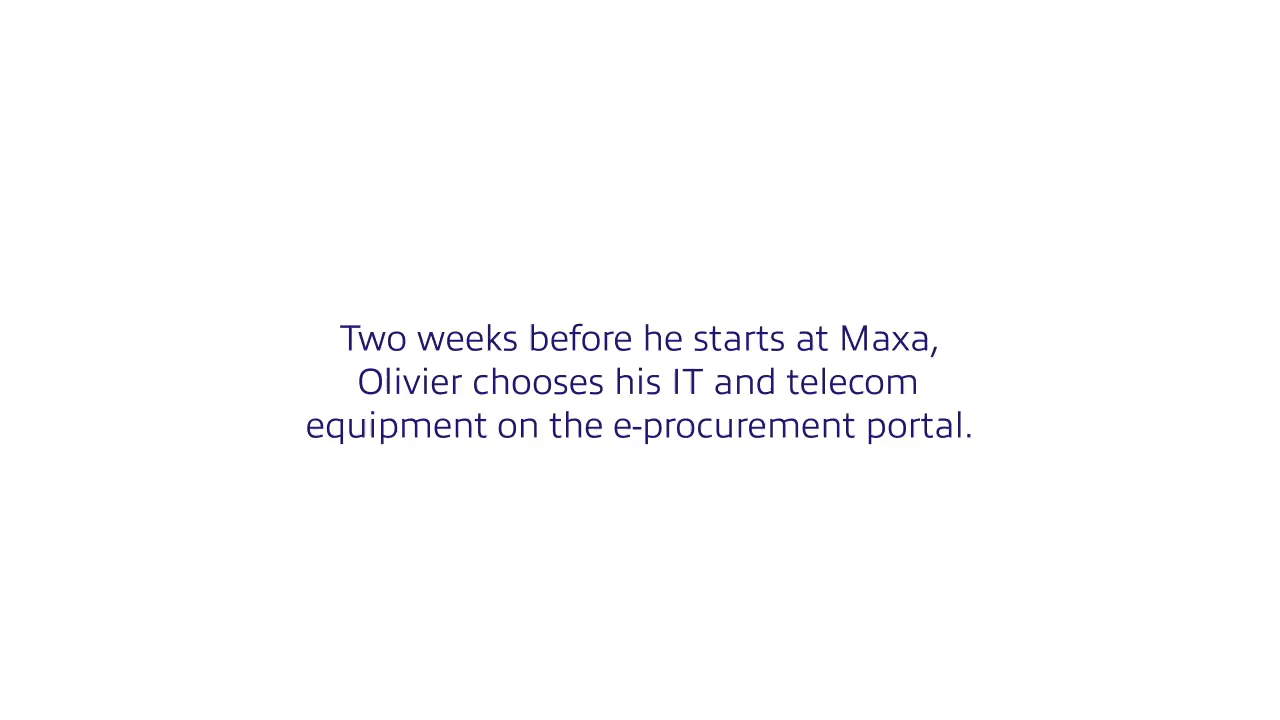 Two weeks before he starts at Maxa,
Olivier chooses his IT and telecom
equipment on the e-procurement portal.